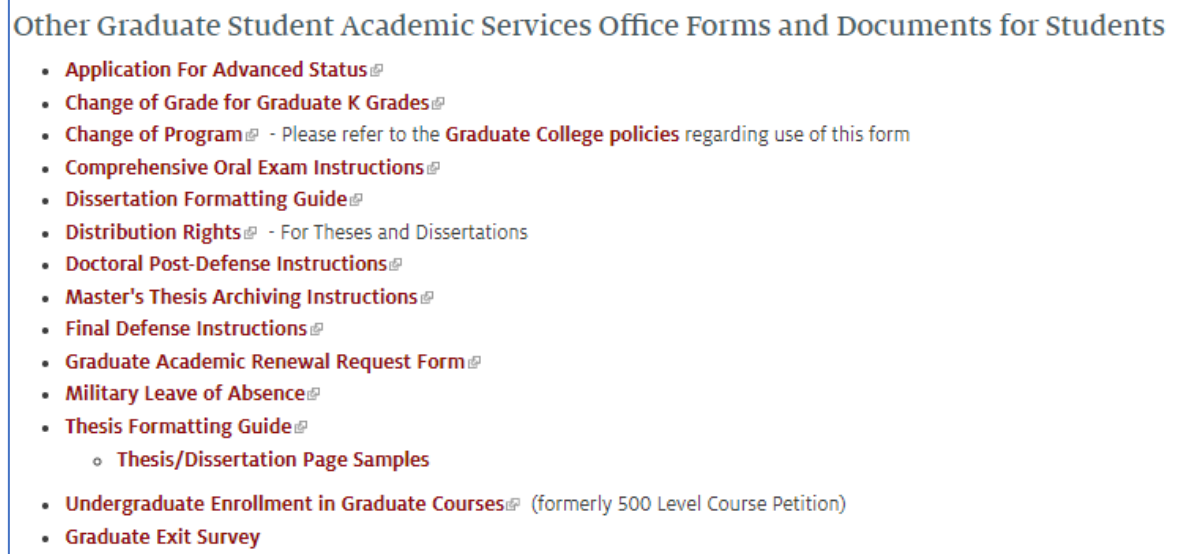 Other Graduate Student Academic Services Office Forms and Documents for Students
Application For Advanced Status
Change of Grade for Graduate K Grades
Change of Program - Please refer to the Graduate College policies regarding use of this form
Comprehensive Oral Exam Instructions
Dissertation Formatting Guide
Distribution Rights - For Theses and Dissertations
Doctoral Post-Defense Instructions
Master's Thesis Archiving Instructions
Final Defense Instructions
Graduate Academic Renewal Request Form
Military Leave of Absence
Thesis Formatting Guide
Thesis/Dissertation Page Samples
Undergraduate Enrollment in Graduate Courses (formerly 500 Level Course Petition)
Graduate Exit Survey